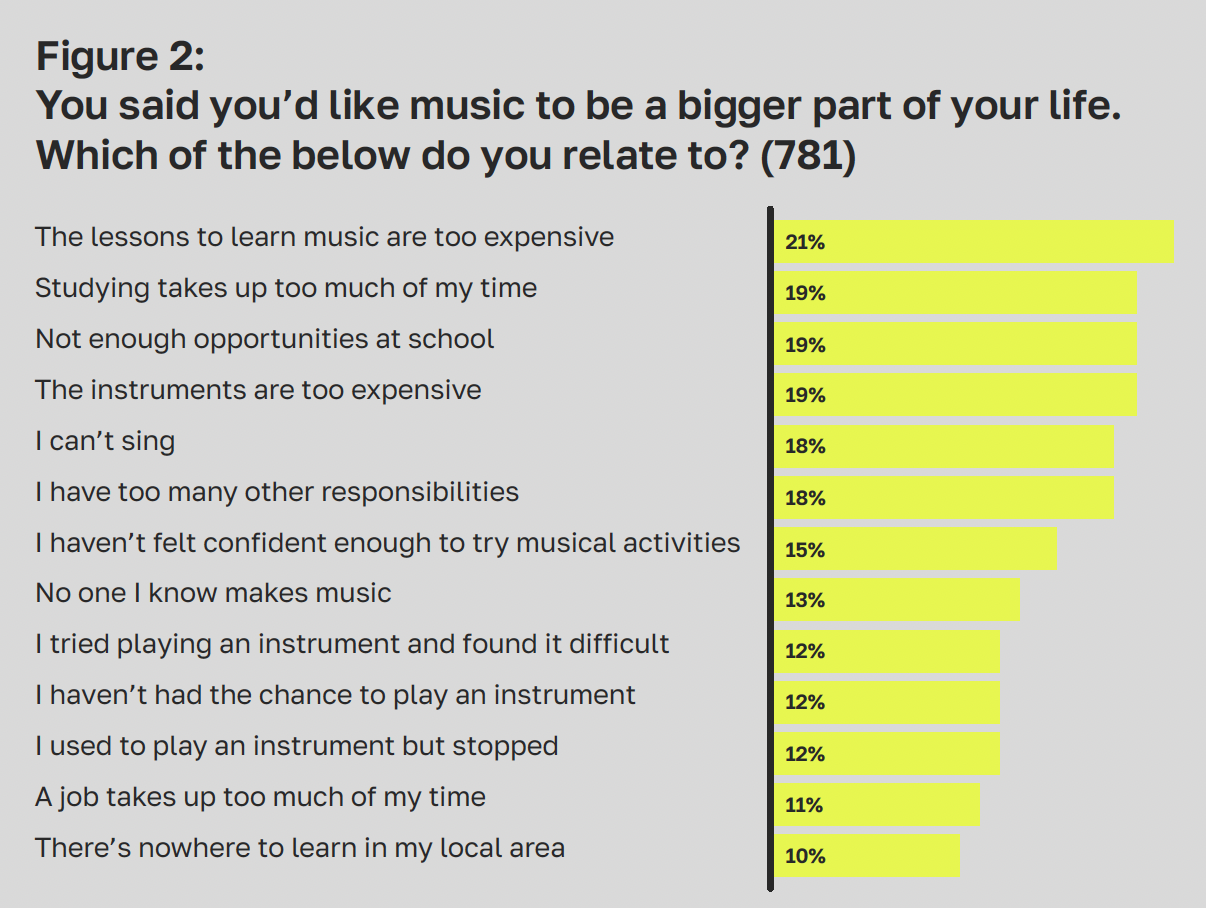 Figure 2:
You said you’d like music to be a bigger part of your life.
Which of the below do you relate to? (781)
The lessons to learn music are too expensive 21%
Studying takes up too much of my time 19%
Not enough opportunities at school 19%
The instruments are too expensive 19%
I can’t sing 18%
I have too many other responsibilities 18%
I haven’t felt confident enough to try musical activities 15%
No one I know makes music 13%
I tried playing an instrument and found it difficult 12%
I haven’t had the chance to play an instrument 12%
I used to play an instrument but stopped 12%
A job takes up too much of my time 11%
There’s nowhere to learn in my local area 10%